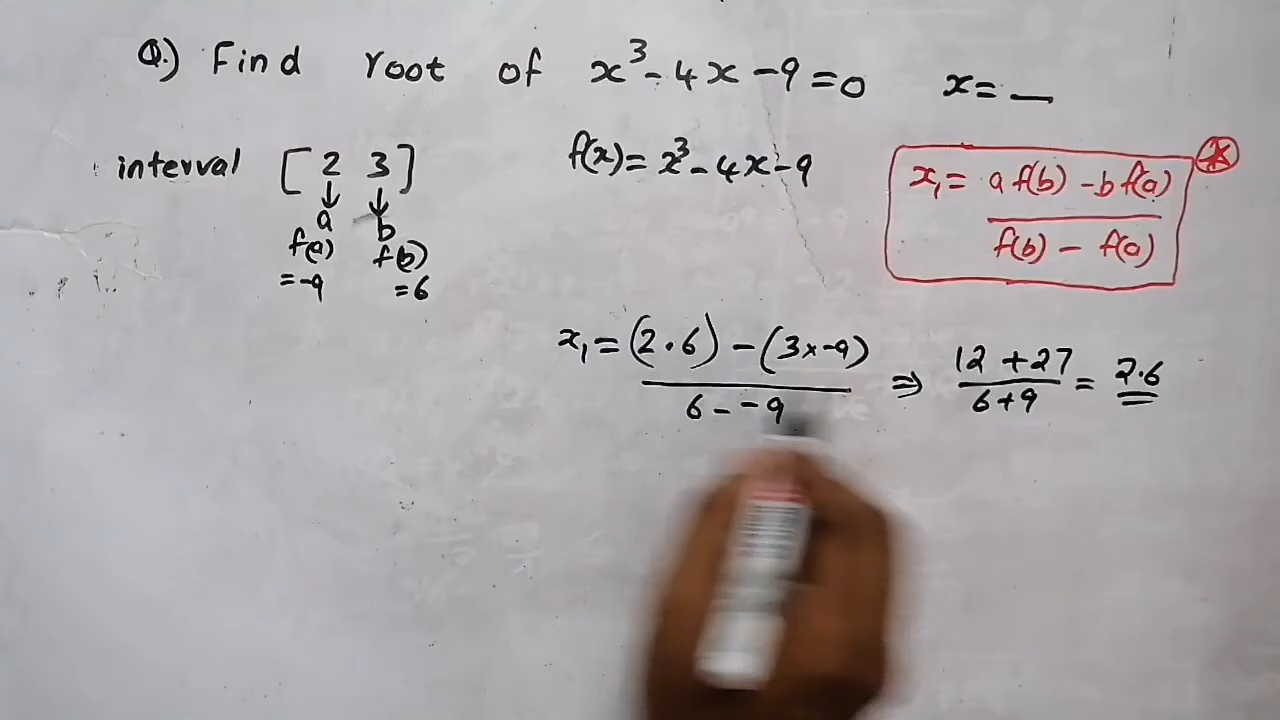 Q.) Find root of x³-4x-9=0 x=__
interval [2 3] f(x)=x³-4x-9
a b
f(a) f(b)
=-9 =6
x₁= a f(b) - b f(a)
f(b) - f(a)
x₁=(2·6)-(3x-9) ⇒ 12+27 = 2.6
6--9 6+9